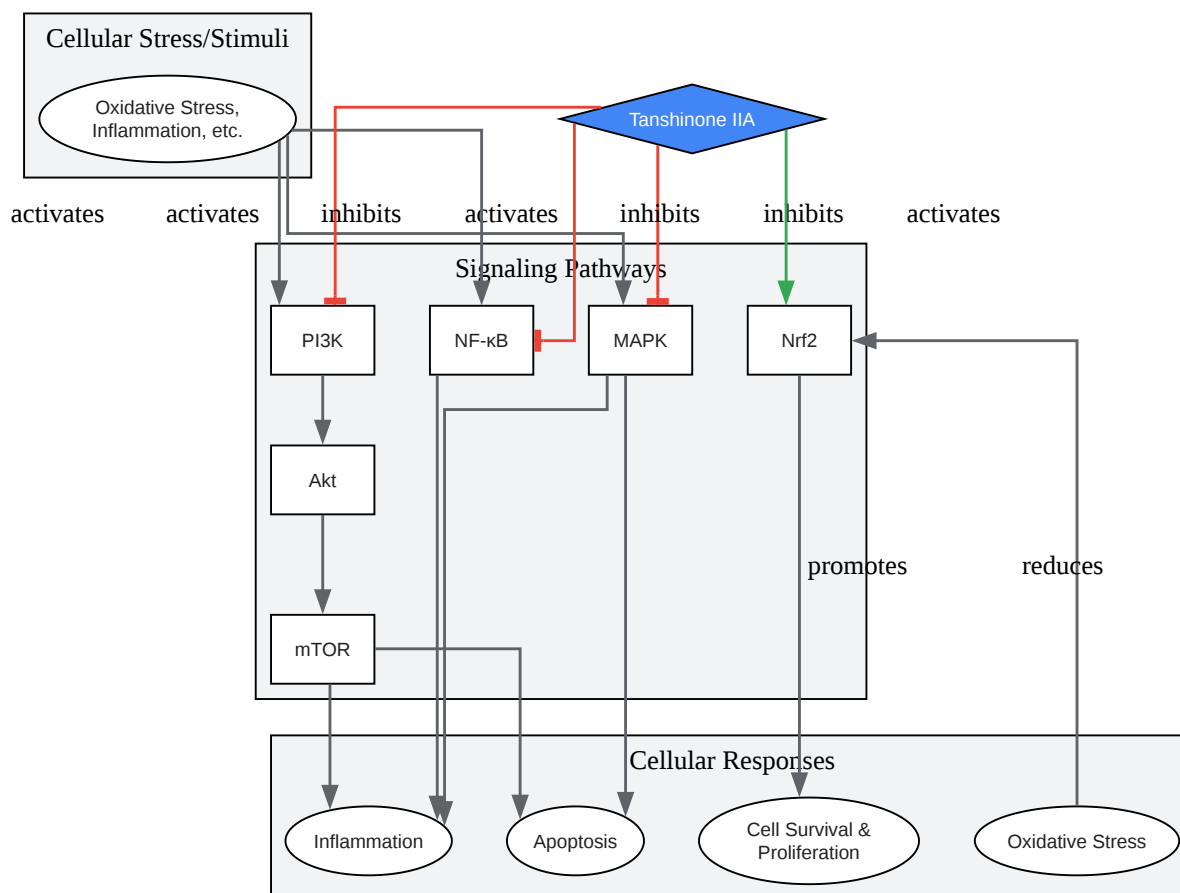 Cellular Stress/Stimuli
Oxidative Stress,
Inflammation, etc.
Tanshinone IIA
activates
activates
inhibits
activates
inhibits
inhibits
activates
Signaling Pathways
PI3K
NF-κB
MAPK
Nrf2
Akt
promotes
reduces
mTOR
Cellular Responses
Inflammation
Apoptosis
Cell Survival &
Proliferation
Oxidative Stress